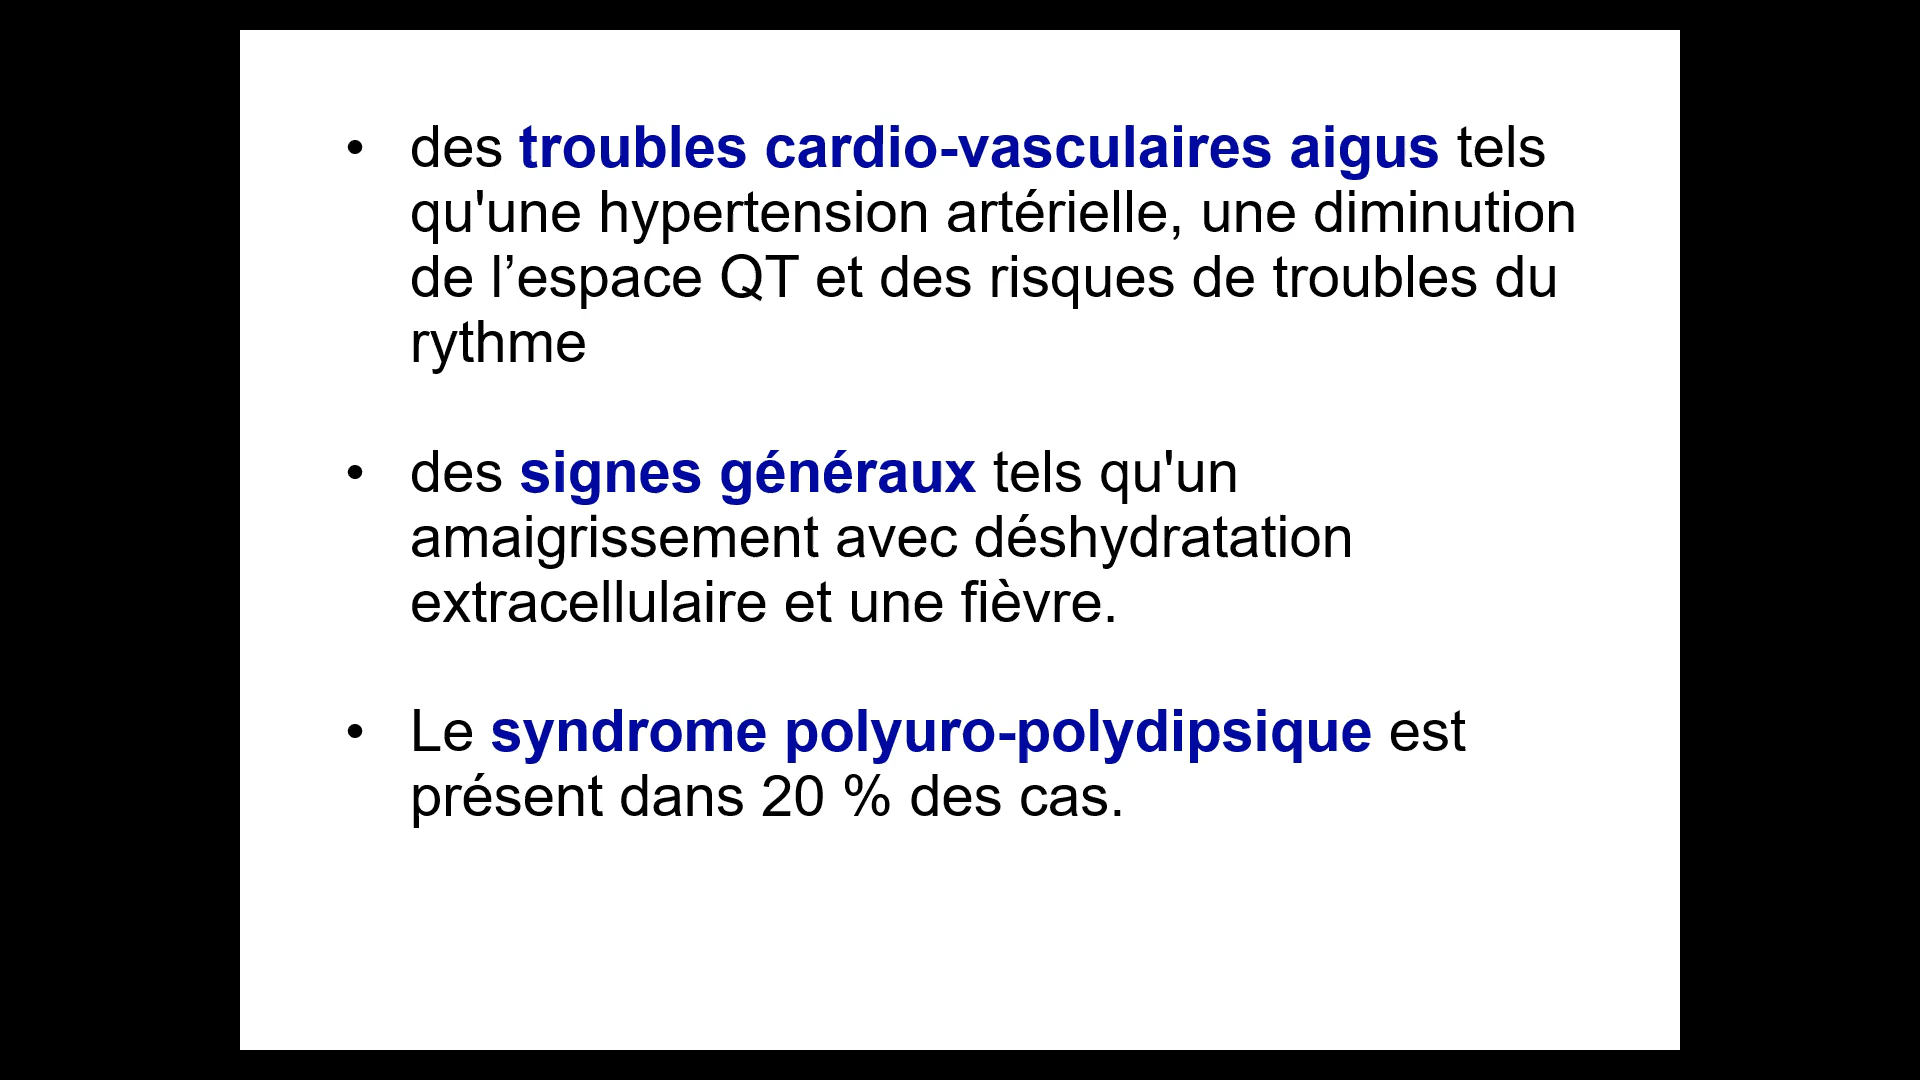 • des troubles cardio-vasculaires aigus tels
qu'une hypertension artérielle, une diminution
de l’espace QT et des risques de troubles du
rythme
• des signes généraux tels qu'un
amaigrissement avec déshydratation
extracellulaire et une fièvre.
• Le syndrome polyuro-polydipsique est
présent dans 20 % des cas.